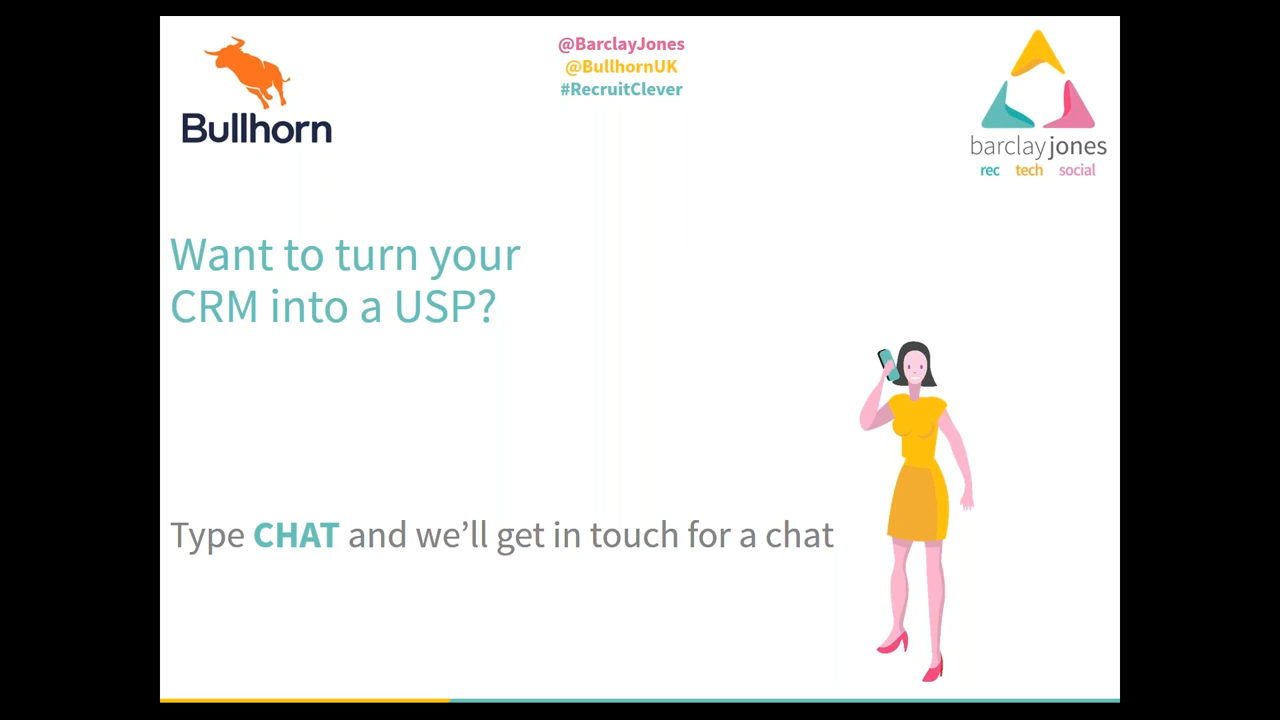 Bullhorn
@BarclayJones
@BullhornUK
#RecruitClever
barclayjones
rec tech social
Want to turn your
CRM into a USP?
Type CHAT and we’ll get in touch for a chat